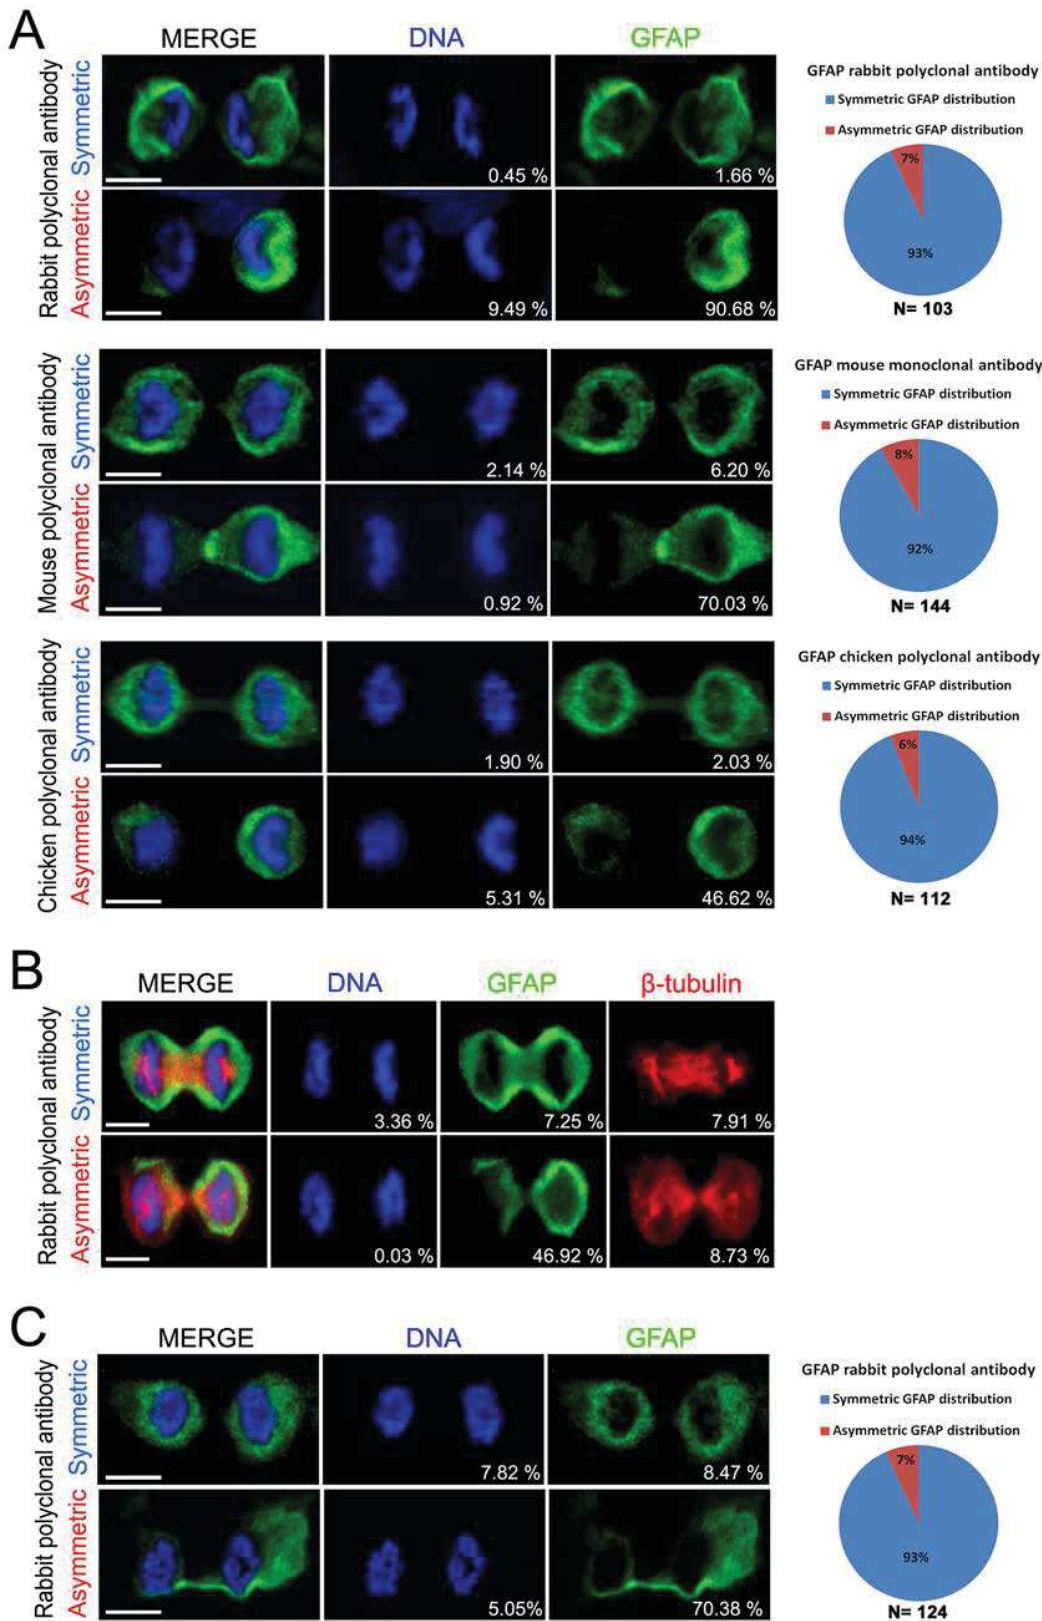 A
MERGE DNA GFAP
Rabbit polyclonal antibody
Symmetric
0.45 % 1.66 %
Asymmetric
9.49 % 90.68 %
GFAP rabbit polyclonal antibody
Symmetric GFAP distribution
Asymmetric GFAP distribution
7%
93%
N= 103
Mouse polyclonal antibody
Symmetric
2.14 % 6.20 %
Asymmetric
0.92 % 70.03 %
GFAP mouse monoclonal antibody
Symmetric GFAP distribution
Asymmetric GFAP distribution
8%
92%
N= 144
Chicken polyclonal antibody
Symmetric
1.90 % 2.03 %
Asymmetric
5.31 % 46.62 %
GFAP chicken polyclonal antibody
Symmetric GFAP distribution
Asymmetric GFAP distribution
6%
94%
N= 112
B
MERGE DNA GFAP β-tubulin
Rabbit polyclonal antibody
Symmetric
3.36 % 7.25 % 7.91 %
Asymmetric
0.03 % 46.92 % 8.73 %
C
MERGE DNA GFAP
Rabbit polyclonal antibody
Symmetric
7.82 % 8.47 %
Asymmetric
5.05% 70.38 %
GFAP rabbit polyclonal antibody
Symmetric GFAP distribution
Asymmetric GFAP distribution
7%
93%
N= 124